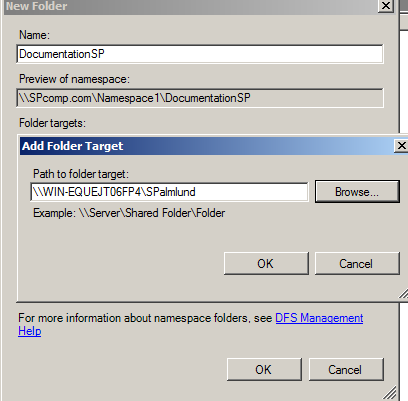 New Folder
Name:
DocumentationSP
Preview of namespace:
\\SPcomp.com\Namespace1\DocumentationSP
Folder targets:
Add Folder Target
Path to folder target:
\\WIN-EQUEJT06FP4\SPalmlund
Browse...
Example: \\Server\Shared Folder\Folder
OK
Cancel
For more information about namespace folders, see DFS Management
Help
OK
Cancel